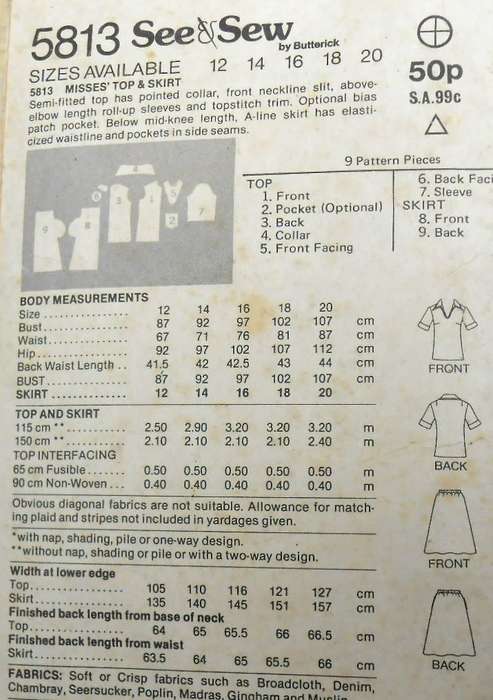 5813 See & Sew
by Butterick
SIZES AVAILABLE 12 14 16 18 20
5813 MISSES' TOP & SKIRT
Semi-fitted top has pointed collar, front neckline slit, above-
elbow length roll-up sleeves and topstitch trim. Optional bias
patch pocket. Below mid-knee length, A-line skirt has elasti-
cized waistline and pockets in side seams.
50p
S.A.99c
9 Pattern Pieces
TOP
1. Front
2. Pocket (Optional)
3. Back
4. Collar
5. Front Facing
6. Back Faci
7. Sleeve
SKIRT
8. Front
9. Back
4
6
5
3
1
2
7
9
8
BODY MEASUREMENTS
Size 12 14 16 18 20
Bust 87 92 97 102 107 cm
Waist 67 71 76 81 87 cm
Hip 92 97 102 107 112 cm
Back Waist Length .. 41.5 42 42.5 43 44 cm
BUST 87 92 97 102 107 cm
SKIRT 12 14 16 18 20
TOP AND SKIRT
115 cm ** 2.50 2.90 3.20 3.20 3.20 m
150 cm ** 2.10 2.10 2.10 2.10 2.40 m
TOP INTERFACING
65 cm Fusible 0.50 0.50 0.50 0.50 0.50 m
90 cm Non-Woven 0.40 0.40 0.40 0.40 0.40 m
Obvious diagonal fabrics are not suitable. Allowance for match-
ing plaid and stripes not included in yardages given.
*with nap, shading, pile or one-way design.
**without nap, shading or pile or with a two-way design.
Width at lower edge
Top 105 110 116 121 127 cm
Skirt 135 140 145 151 157 cm
Finished back length from base of neck
Top 64 65 65.5 66 66.5 cm
Finished back length from waist
Skirt 63.5 64 65 65.5 66 cm
FABRICS: Soft or Crisp fabrics such as Broadcloth, Denim,
Chambray, Seersucker, Poplin, Madras, Gingham and Muslin
FRONT
BACK
FRONT
BACK